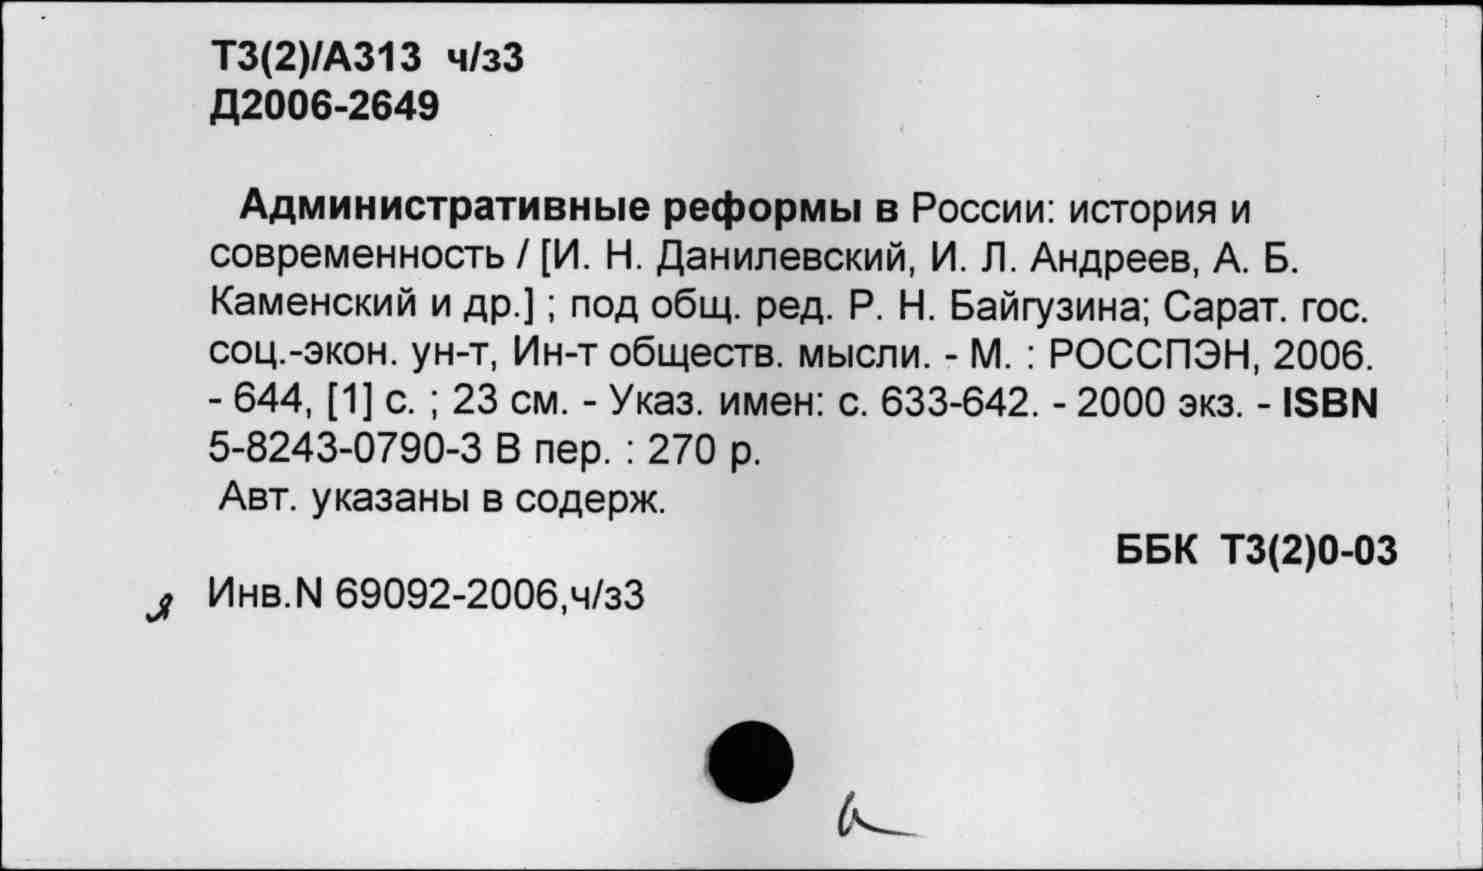 Т3(2)/А313 ч/з3
Д2006-2649
Административные реформы в России: история и
современность / [И. Н. Данилевский, И. Л. Андреев, А. Б.
Каменский и др.] ; под общ. ред. Р. Н. Байгузина; Сарат. гос.
соц.-экон. ун-т, Ин-т обществ. мысли. - М. : РОССПЭН, 2006.
- 644, [1] с. ; 23 см. - Указ. имен: с. 633-642. - 2000 экз. - ISBN
5-8243-0790-3 В пер. : 270 р.
Авт. указаны в содерж.
ББК Т3(2)0-03
Инв.N 69092-2006,ч/з3